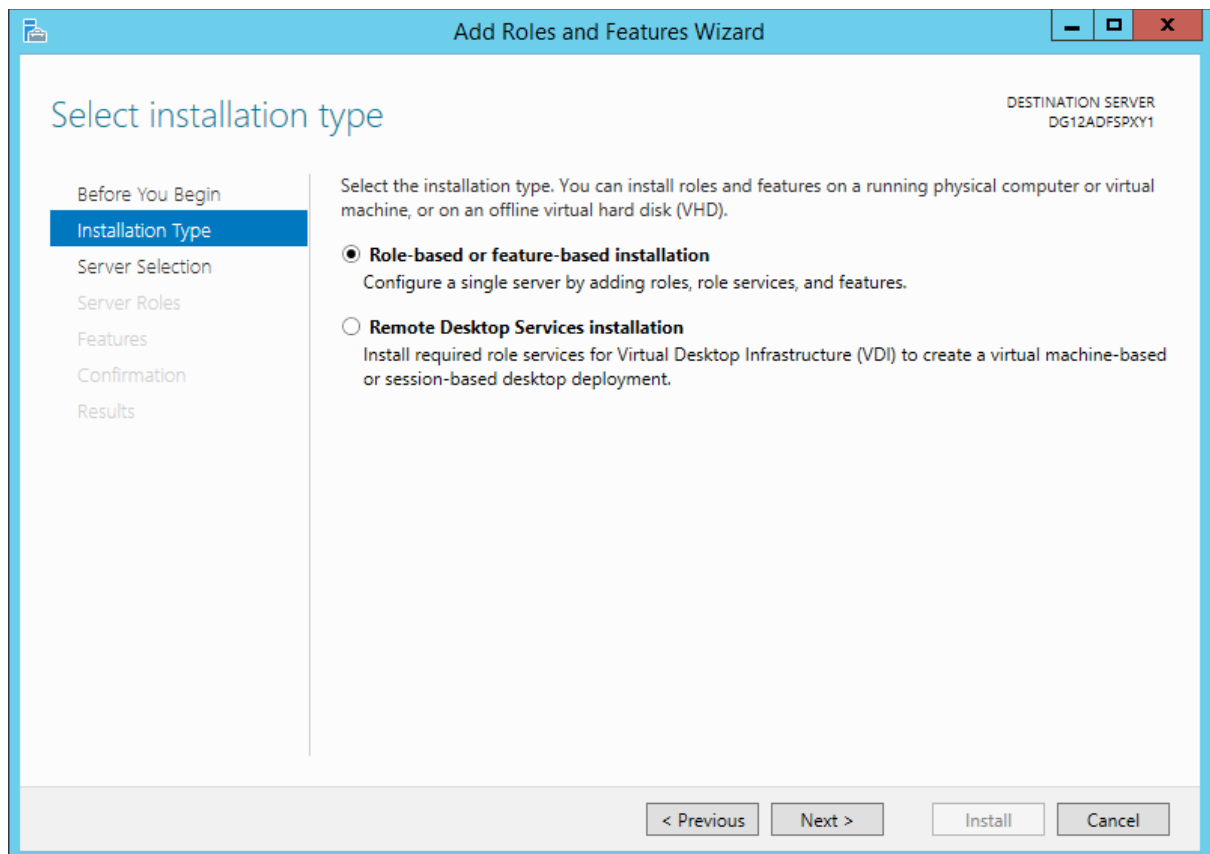 Add Roles and Features Wizard
Select installation type
DESTINATION SERVER
DG12ADFSPXY1
Before You Begin
Installation Type
Server Selection
Server Roles
Features
Confirmation
Results
Select the installation type. You can install roles and features on a running physical computer or virtual
machine, or on an offline virtual hard disk (VHD).
Role-based or feature-based installation
Configure a single server by adding roles, role services, and features.
Remote Desktop Services installation
Install required role services for Virtual Desktop Infrastructure (VDI) to create a virtual machine-based
or session-based desktop deployment.
< Previous
Next >
Install
Cancel